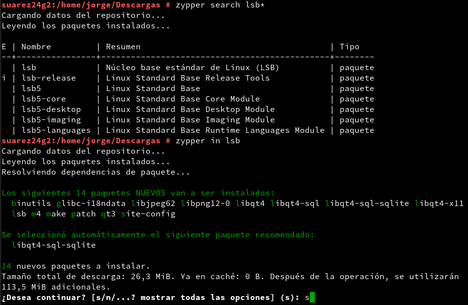 suarez24g2:/home/jorge/Descargas # zypper search lsb*
Cargando datos del repositorio...
Leyendo los paquetes instalados...
E | Nombre | Resumen | Tipo
--+----------------+------------------------------------------------+--------
| lsb | Núcleo base estándar de Linux (LSB) | paquete
i | lsb-release | Linux Standard Base Release Tools | paquete
| lsb5 | Linux Standard Base | paquete
| lsb5-core | Linux Standard Base Core Module | paquete
| lsb5-desktop | Linux Standard Base Desktop Module | paquete
| lsb5-imaging | Linux Standard Base Imaging Module | paquete
| lsb5-languages | Linux Standard Base Runtime Languages Module | paquete
suarez24g2:/home/jorge/Descargas # zypper in lsb
Cargando datos del repositorio...
Leyendo los paquetes instalados...
Resolviendo dependencias de paquete...
Los siguientes 14 paquetes NUEVOS van a ser instalados:
binutils glibc-i18ndata libjpeg62 libpng12-0 libqt4 libqt4-sql libqt4-sql-sqlite libqt4-x11
lsb m4 make patch qt3 site-config
Se seleccionó automáticamente el siguiente paquete recomendado:
libqt4-sql-sqlite
14 nuevos paquetes a instalar.
Tamaño total de descarga: 26,3 MiB. Ya en caché: 0 B. Después de la operación, se utilizarán
113,5 MiB adicionales.
¿Desea continuar? [s/n/...? mostrar todas las opciones] (s): s